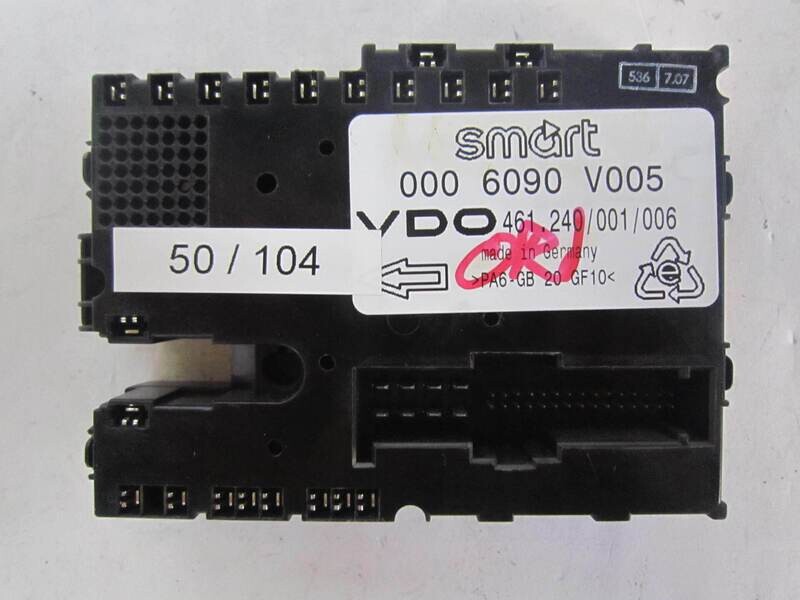 536 7.07
smart
000 6090 V005
VDO 461.240/001/006
made in Germany
>PA6-GB 20 GF10<
50 / 104